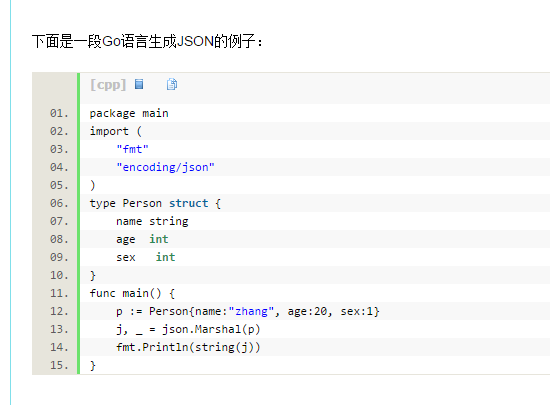 下面是一段Go语言生成JSON的例子：
[cpp]
01. package main
02. import (
03.     "fmt"
04.     "encoding/json"
05. )
06. type Person struct {
07.     name string
08.     age  int
09.     sex   int
10. }
11. func main() {
12.     p := Person{name:"zhang", age:20, sex:1}
13.     j, _ = json.Marshal(p)
14.     fmt.Println(string(j))
15. }